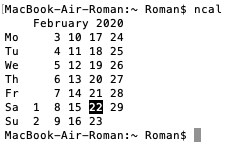 [MacBook-Air-Roman:~ Roman$ ncal
    February 2020
Mo     3 10 17 24
Tu     4 11 18 25
We     5 12 19 26
Th     6 13 20 27
Fr     7 14 21 28
Sa  1  8 15 22 29
Su  2  9 16 23
MacBook-Air-Roman:~ Roman$